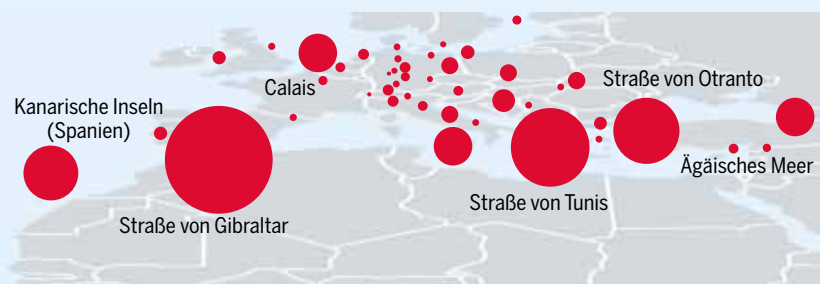 Calais
Straße von Otranto
Kanarische Inseln
(Spanien)
Ägäisches Meer
Straße von Tunis
Straße von Gibraltar